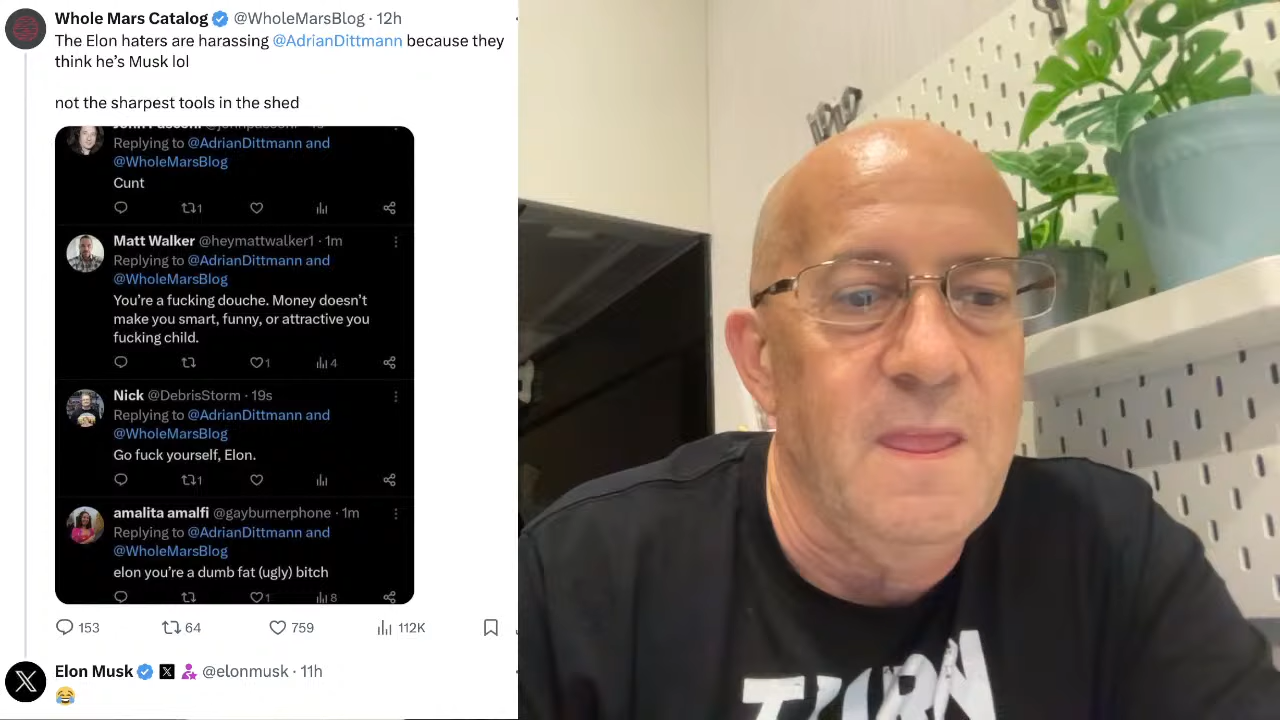 Whole Mars Catalog @WholeMarsBlog · 12h
The Elon haters are harassing @AdrianDittmann because they
think he's Musk lol
not the sharpest tools in the shed
Replying to @AdrianDittmann and
@WholeMarsBlog
Cunt
1
Matt Walker @heymattwalker1 · 1m
Replying to @AdrianDittmann and
@WholeMarsBlog
You're a fucking douche. Money doesn't
make you smart, funny, or attractive you
fucking child.
1 4
Nick @DebrisStorm · 19s
Replying to @AdrianDittmann and
@WholeMarsBlog
Go fuck yourself, Elon.
1
amalita amalfi @gayburnerphone · 1m
Replying to @AdrianDittmann and
@WholeMarsBlog
elon you're a dumb fat (ugly) bitch
1 8
153 64 759 112K
Elon Musk @elonmusk · 11h
😂
TURN